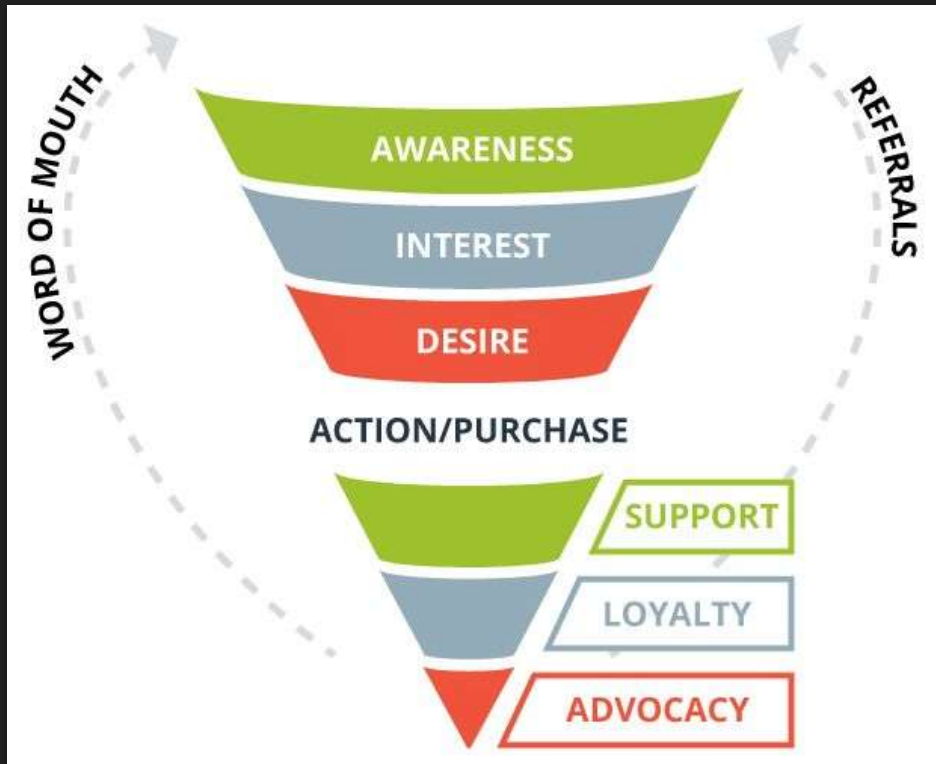 WORD OF MOUTH
REFERRALS
AWARENESS
INTEREST
DESIRE
ACTION/PURCHASE
SUPPORT
LOYALTY
ADVOCACY